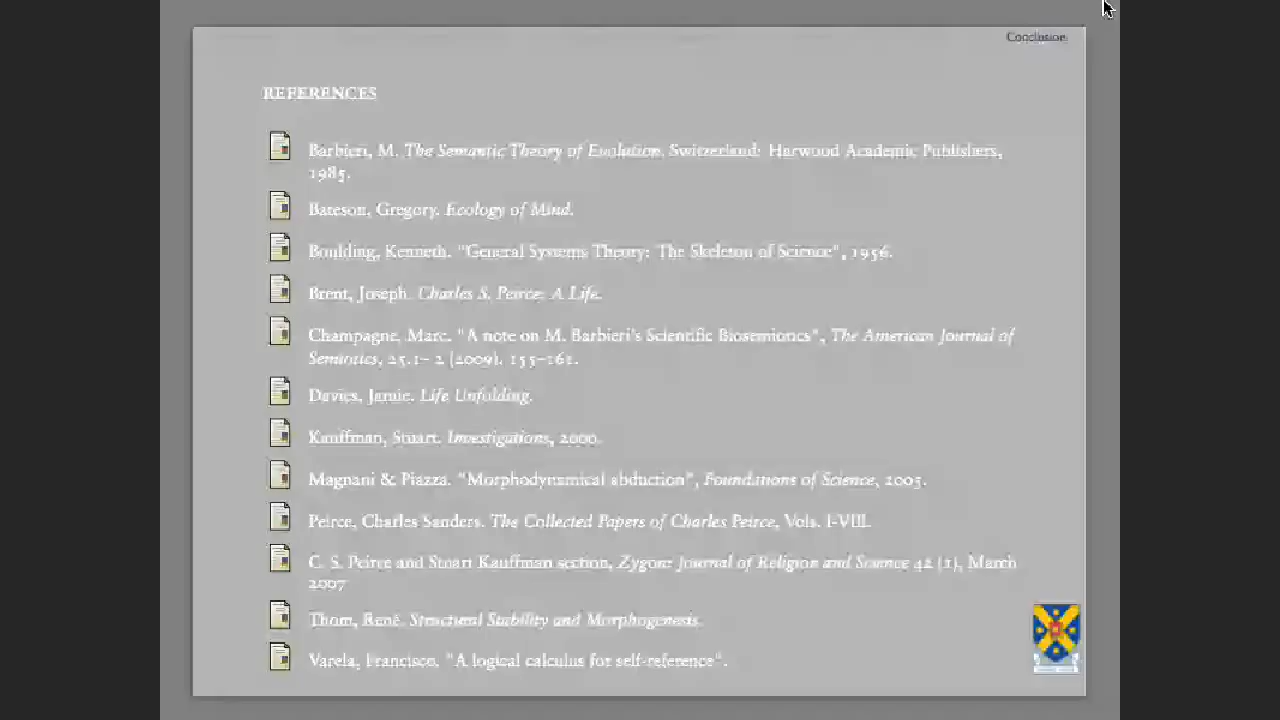 Conclusion
REFERENCES
Barbieri, M. The Semantic Theory of Evolution. Switzerland: Harwood Academic Publishers,
1985.
Bateson, Gregory. Ecology of Mind.
Boulding, Kenneth. "General Systems Theory: The Skeleton of Science", 1956.
Brent, Joseph. Charles S. Peirce: A Life.
Champagne, Marc. "A note on M. Barbieri's Scientific Biosemiotics", The American Journal of
Semiotics, 25.1– 2 (2009), 155–161.
Davies, Jamie. Life Unfolding.
Kauffman, Stuart. Investigations, 2000.
Magnani & Piazza. "Morphodynamical abduction", Foundations of Science, 2005.
Peirce, Charles Sanders. The Collected Papers of Charles Peirce, Vols. I-VIII.
C. S. Peirce and Stuart Kauffman section, Zygon: Journal of Religion and Science 42 (1), March
2007
Thom, René. Structural Stability and Morphogenesis.
Varela, Francisco. "A logical calculus for self-reference".